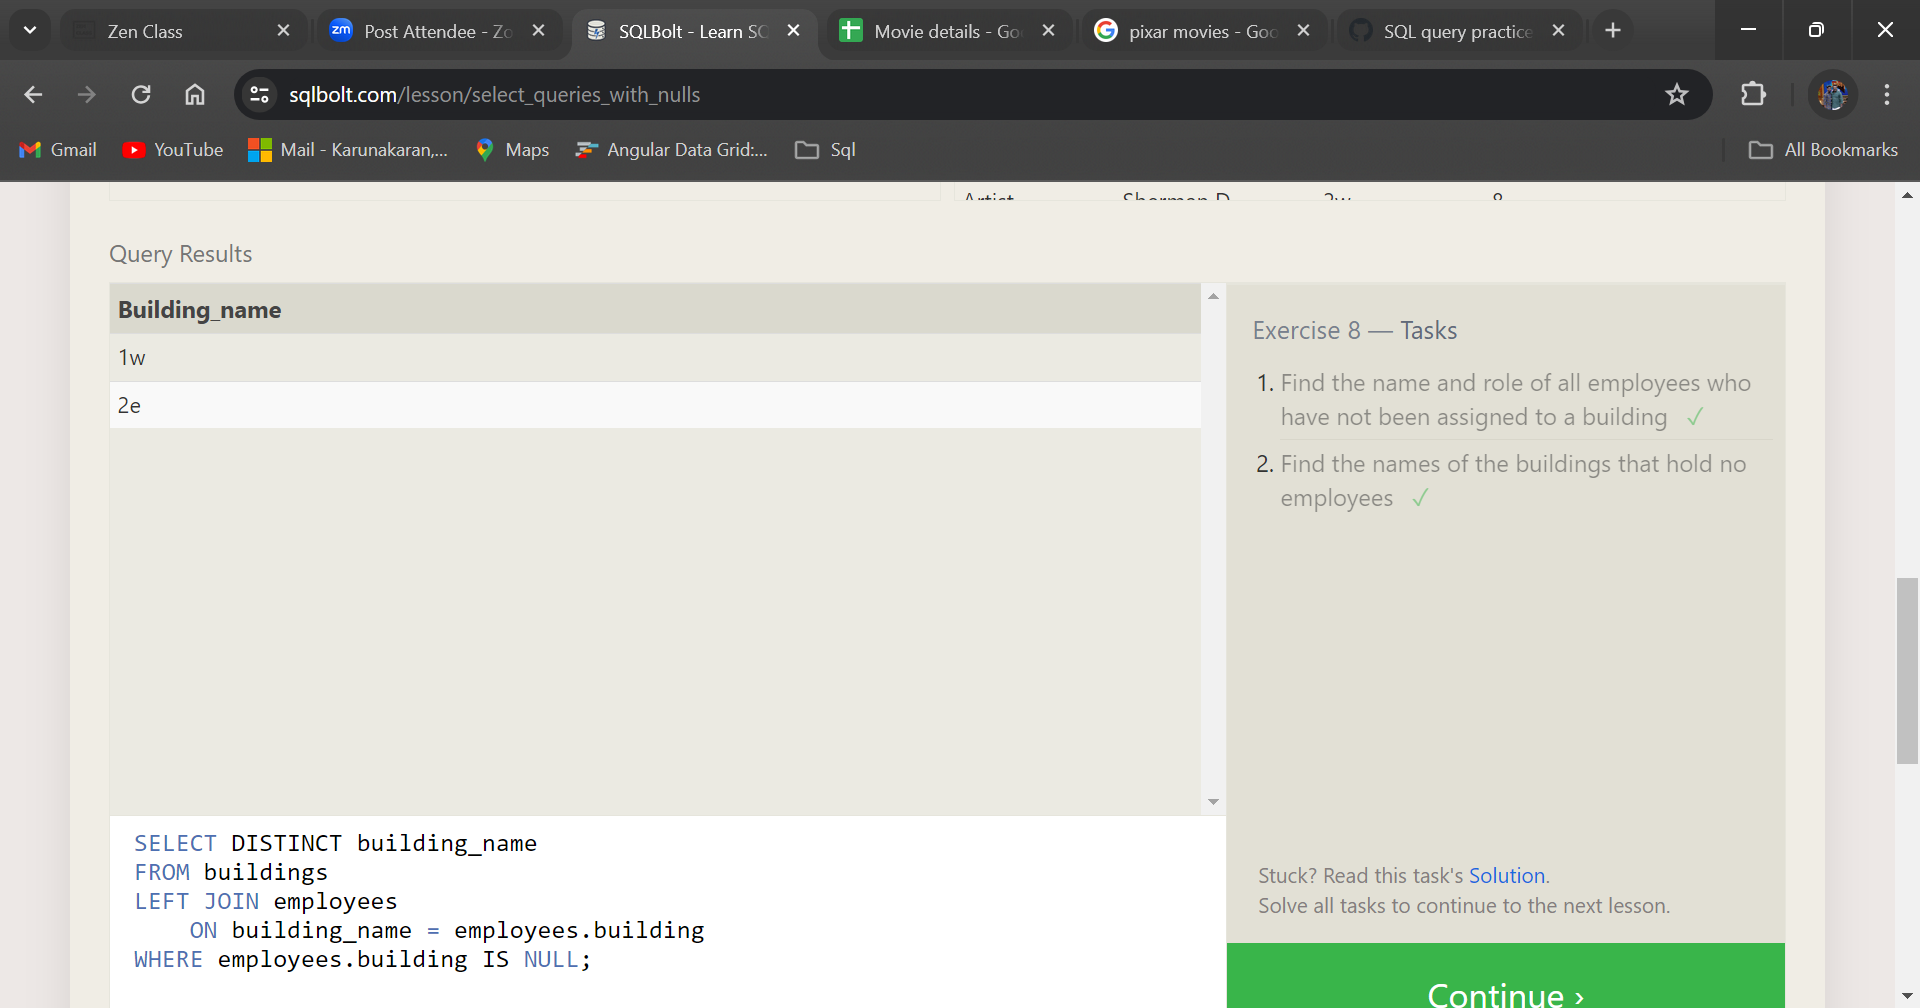 Zen Class
Post Attendee - Zo
SQLBolt - Learn SQ
Movie details - Goo
pixar movies - Goo
SQL query practice
sqlbolt.com/lesson/select_queries_with_nulls
Gmail
YouTube
Mail - Karunakaran,...
Maps
Angular Data Grid:...
Sql
All Bookmarks
Artist Sherman D. 2w 8
Query Results
Building_name
1w
2e
Exercise 8 — Tasks
1. Find the name and role of all employees who
have not been assigned to a building ✓
2. Find the names of the buildings that hold no
employees ✓
SELECT DISTINCT building_name
FROM buildings
LEFT JOIN employees
ON building_name = employees.building
WHERE employees.building IS NULL;
Stuck? Read this task's Solution.
Solve all tasks to continue to the next lesson.
Continue ›